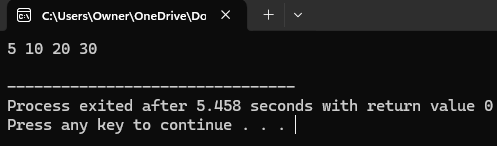 C:\Users\Owner\OneDrive\Do
5 10 20 30
--------------------------------
Process exited after 5.458 seconds with return value 0
Press any key to continue . . .